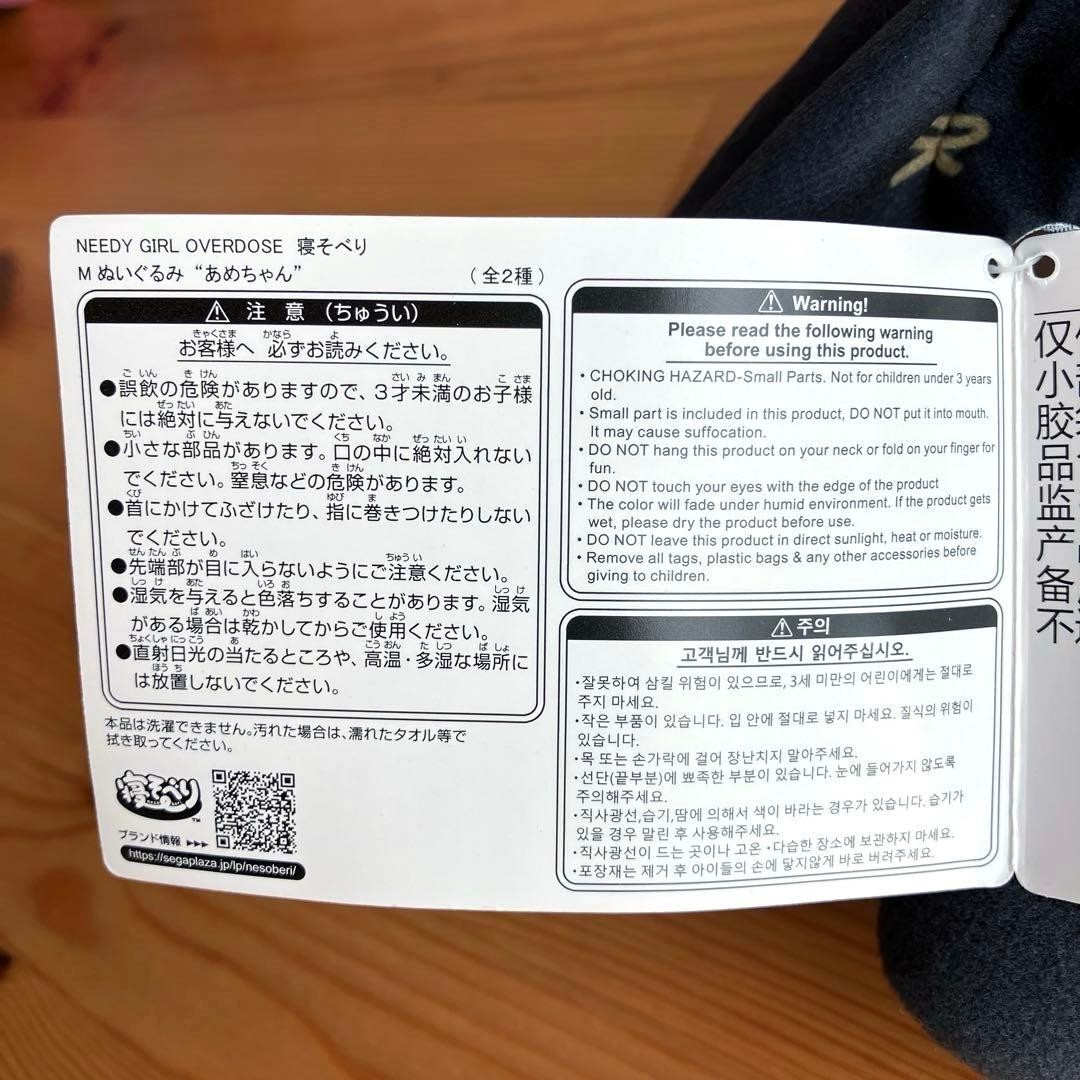 NEEDY GIRL OVERDOSE 寝そべり
M ぬいぐるみ “あめちゃん” （全2種）
⚠ 注 意 （ちゅうい）
お客様へ 必ずお読みください。
●誤飲の危険がありますので、3才未満のお子様
には絶対に与えないでください。
●小さな部品があります。口の中に絶対入れない
でください。窒息などの危険があります。
●首にかけてふざけたり、指に巻きつけたりしない
でください。
●先端部が目に入らないようにご注意ください。
●湿気を与えると色落ちすることがあります。湿気
がある場合は乾かしてからご使用ください。
●直射日光の当たるところや、高温・多湿な場所に
は放置しないでください。
本品は洗濯できません。汚れた場合は、濡れたタオル等で
拭き取ってください。
寝そべり™
ブランド情報 ▶▶▶
https://segaplaza.jp/lp/nesoberi/
⚠ Warning!
Please read the following warning
before using this product.
・CHOKING HAZARD-Small Parts. Not for children under 3 years
old.
・Small part is included in this product, DO NOT put it into mouth.
It may cause suffocation.
・DO NOT hang this product on your neck or fold on your finger for
fun.
・DO NOT touch your eyes with the edge of the product
・The color will fade under humid environment. If the product gets
wet, please dry the product before use.
・DO NOT leave this product in direct sunlight, heat or moisture.
・Remove all tags, plastic bags & any other accessories before
giving to children.
⚠주의
고객님께 반드시 읽어주십시오.
・잘못하여 삼킬 위험이 있으므로, 3세 미만의 어린이에게는 절대로
주지 마세요.
・작은 부품이 있습니다. 입 안에 절대로 넣지 마세요. 질식의 위험이
있습니다.
・목 또는 손가락에 걸어 장난치지 말아주세요.
・선단(끝부분)에 뾰족한 부분이 있습니다. 눈에 들어가지 않도록
주의해주세요.
・직사광선,습기,땀에 의해서 색이 바라는 경우가 있습니다. 습기가
있을 경우 말린 후 사용해주세요.
・직사광선이 드는 곳이나 고온・다습한 장소에 보관하지 마세요.
・포장재는 제거 후 아이들의 손에 닿지않게 바로 버려주세요.
仅
小
胶
品
监
产
备
不